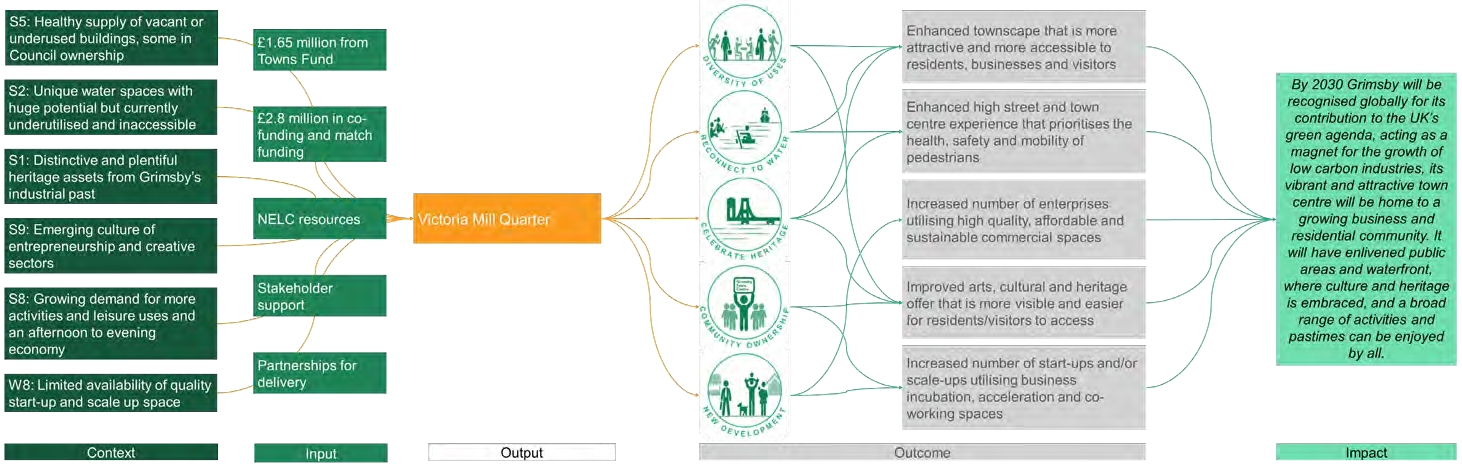 S5: Healthy supply of vacant or
underused buildings, some in
Council ownership
S2: Unique water spaces with
huge potential but currently
underutilised and inaccessible
S1: Distinctive and plentiful
heritage assets from Grimsby's
industrial past
S9: Emerging culture of
entrepreneurship and creative
sectors
S8: Growing demand for more
activities and leisure uses and
an afternoon to evening
economy
W8: Limited availability of quality
start-up and scale up space
Context
£1.65 million from
Towns Fund
£2.8 million in co-
funding and match
funding
NELC resources
Stakeholder
support
Partnerships for
delivery
Input
Victoria Mill Quarter
Output
DIVERSITY OF USES
RECONNECT TO WATER
CELEBRATE HERITAGE
COMMUNITY OWNERSHIP
NEW DEVELOPMENT
Enhanced townscape that is more
attractive and more accessible to
residents, businesses and visitors
Enhanced high street and town
centre experience that prioritises the
health, safety and mobility of
pedestrians
Increased number of enterprises
utilising high quality, affordable and
sustainable commercial spaces
Improved arts, cultural and heritage
offer that is more visible and easier
for residents/visitors to access
Increased number of start-ups and/or
scale-ups utilising business
incubation, acceleration and co-
working spaces
Outcome
By 2030 Grimsby will be
recognised globally for its
contribution to the UK's
green agenda, acting as a
magnet for the growth of
low carbon industries, its
vibrant and attractive town
centre will be home to a
growing business and
residential community. It
will have enlivened public
areas and waterfront,
where culture and heritage
is embraced, and a broad
range of activities and
pastimes can be enjoyed
by all.
Impact